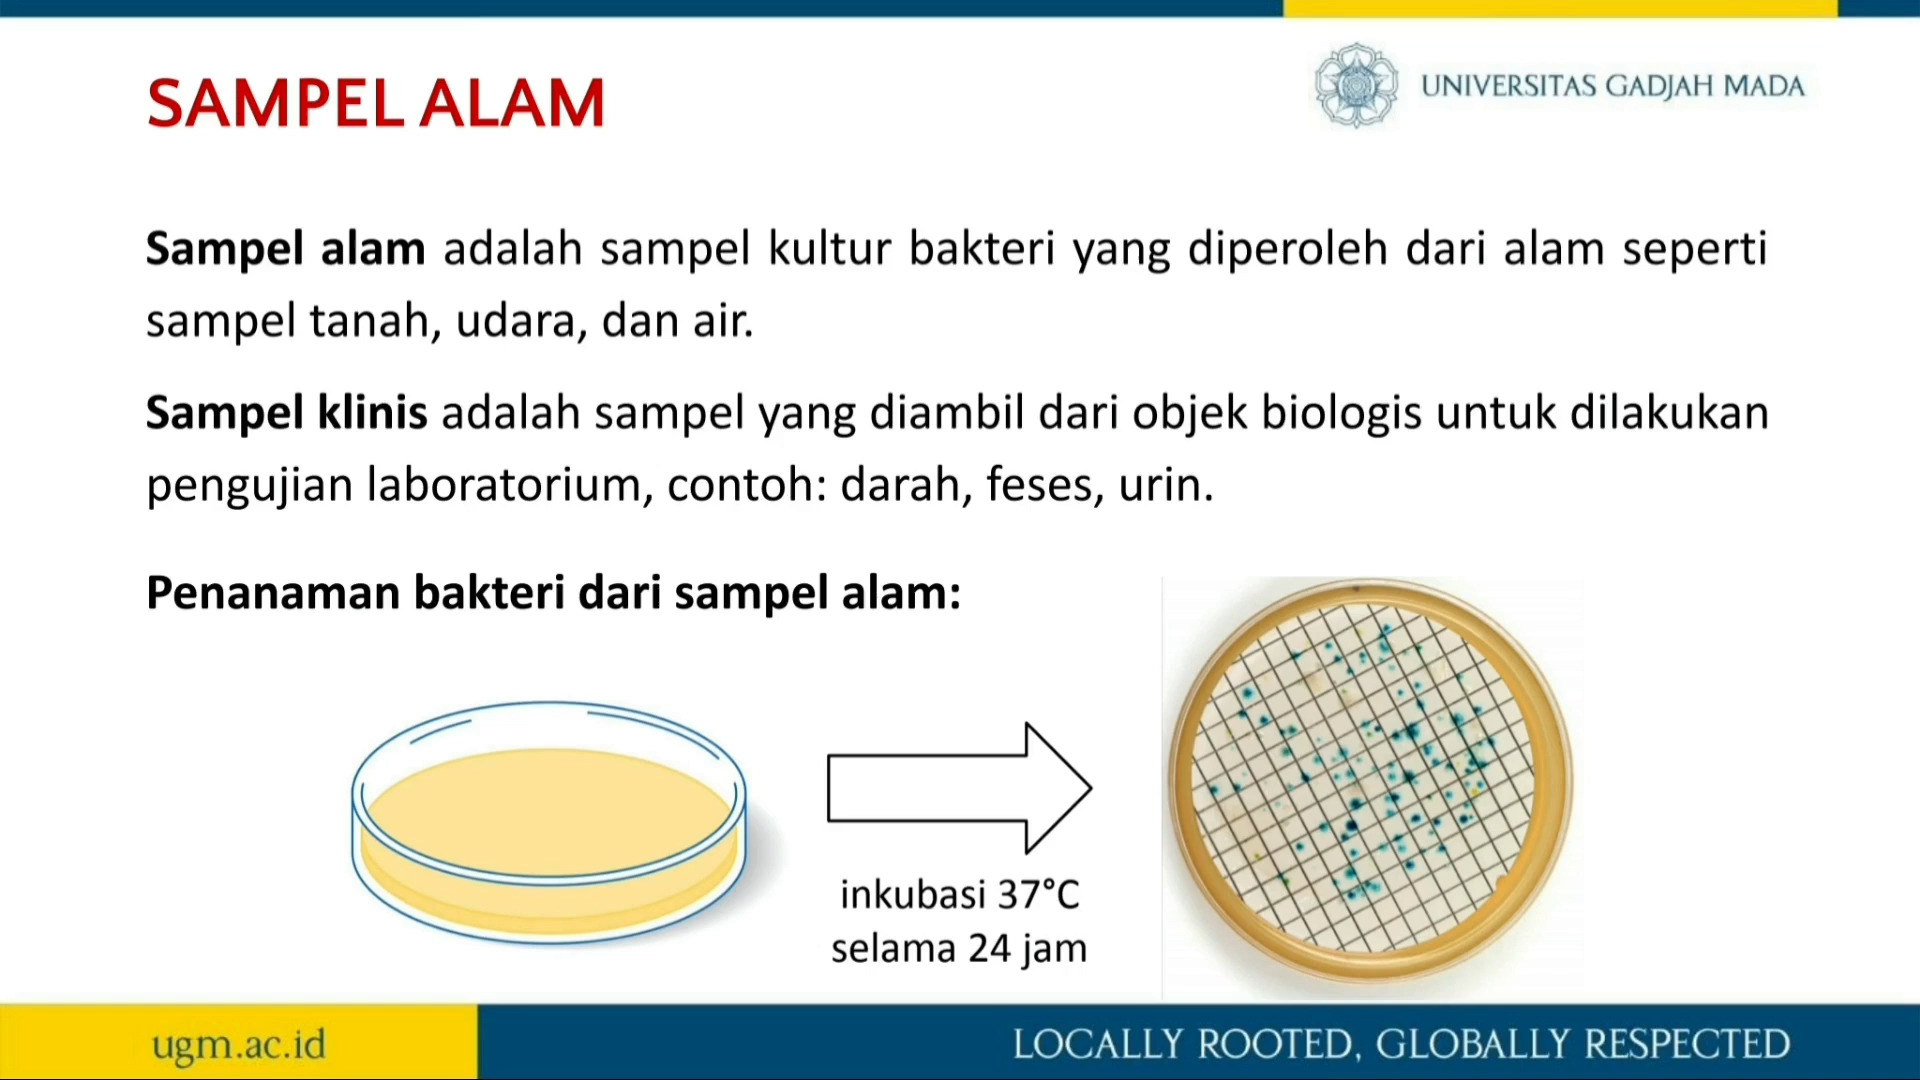 SAMPEL ALAM
UNIVERSITAS GADJAH MADA
Sampel alam adalah sampel kultur bakteri yang diperoleh dari alam seperti
sampel tanah, udara, dan air.
Sampel klinis adalah sampel yang diambil dari objek biologis untuk dilakukan
pengujian laboratorium, contoh: darah, feses, urin.
Penanaman bakteri dari sampel alam:
inkubasi 37°C
selama 24 jam
ugm.ac.id
LOCALLY ROOTED, GLOBALLY RESPECTED